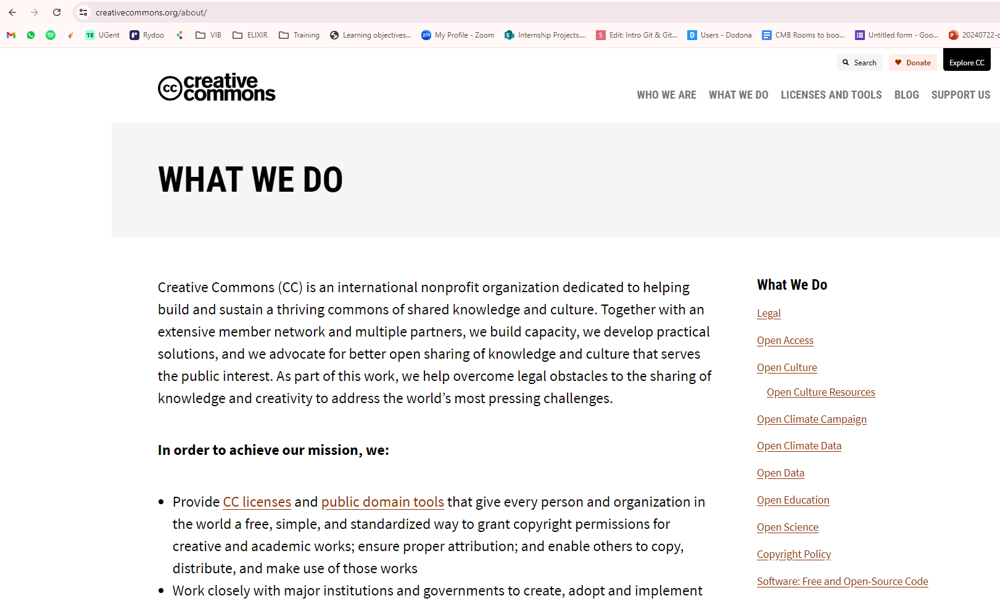 creativecommons.org/about/
UGent Rydoo VIB ELIXIR Training Learning objectives... zm My Profile - Zoom Internship Projects.... S Edit: Intro Git & Git... D Users - Dodona CMB Rooms to boo... Untitled form - Goo... 20240722-c
Search Donate Explore CC
cc creative
commons
WHO WE ARE WHAT WE DO LICENSES AND TOOLS BLOG SUPPORT US
WHAT WE DO
Creative Commons (CC) is an international nonprofit organization dedicated to helping
build and sustain a thriving commons of shared knowledge and culture. Together with an
extensive member network and multiple partners, we build capacity, we develop practical
solutions, and we advocate for better open sharing of knowledge and culture that serves
the public interest. As part of this work, we help overcome legal obstacles to the sharing of
knowledge and creativity to address the world’s most pressing challenges.
In order to achieve our mission, we:
• Provide CC licenses and public domain tools that give every person and organization in
the world a free, simple, and standardized way to grant copyright permissions for
creative and academic works; ensure proper attribution; and enable others to copy,
distribute, and make use of those works
• Work closely with major institutions and governments to create, adopt and implement
What We Do
Legal
Open Access
Open Culture
Open Culture Resources
Open Climate Campaign
Open Climate Data
Open Data
Open Education
Open Science
Copyright Policy
Software: Free and Open-Source Code